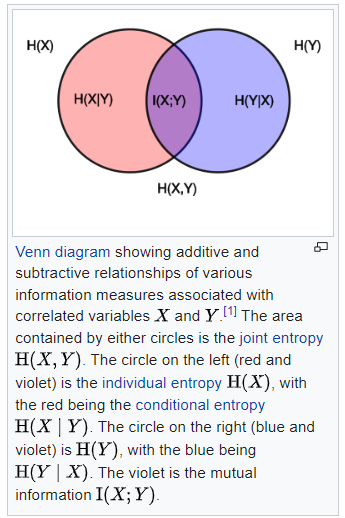 H(X) H(Y)
H(X|Y) I(X;Y) H(Y|X)
H(X,Y)
Venn diagram showing additive and
subtractive relationships of various
information measures associated with
correlated variables X and Y.[1] The area
contained by either circles is the joint entropy
H(X, Y). The circle on the left (red and
violet) is the individual entropy H(X), with
the red being the conditional entropy
H(X | Y). The circle on the right (blue and
violet) is H(Y), with the blue being
H(Y | X). The violet is the mutual
information I(X; Y).